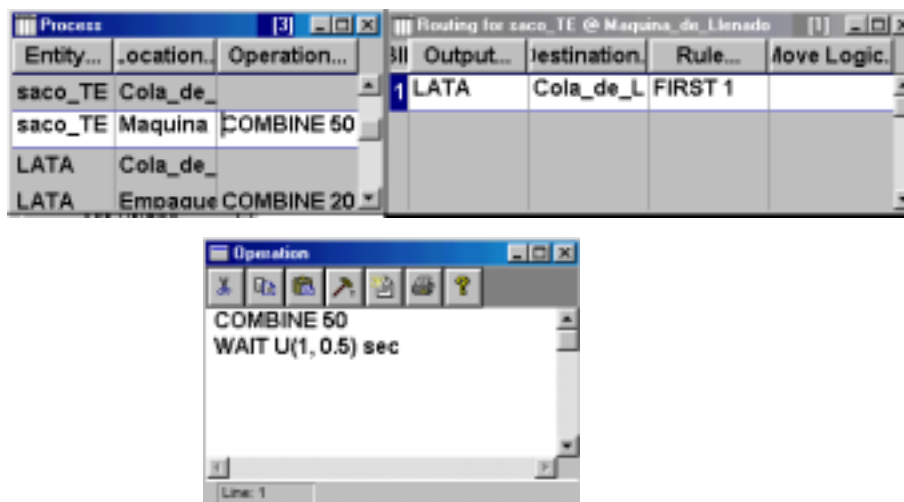 Process [3]
Entity... .ocation.. Operation...
saco_TE Cola_de_
saco_TE Maquina COMBINE 50
LATA Cola_de_
LATA Empaque COMBINE 20
Routing for saco_TE @ Maquina_de_Llenado [1]
Output... Destination. Rule... Move Logic.
1 LATA Cola_de_L FIRST 1
Operation
COMBINE 50
WAIT U(1, 0.5) sec
Line: 1